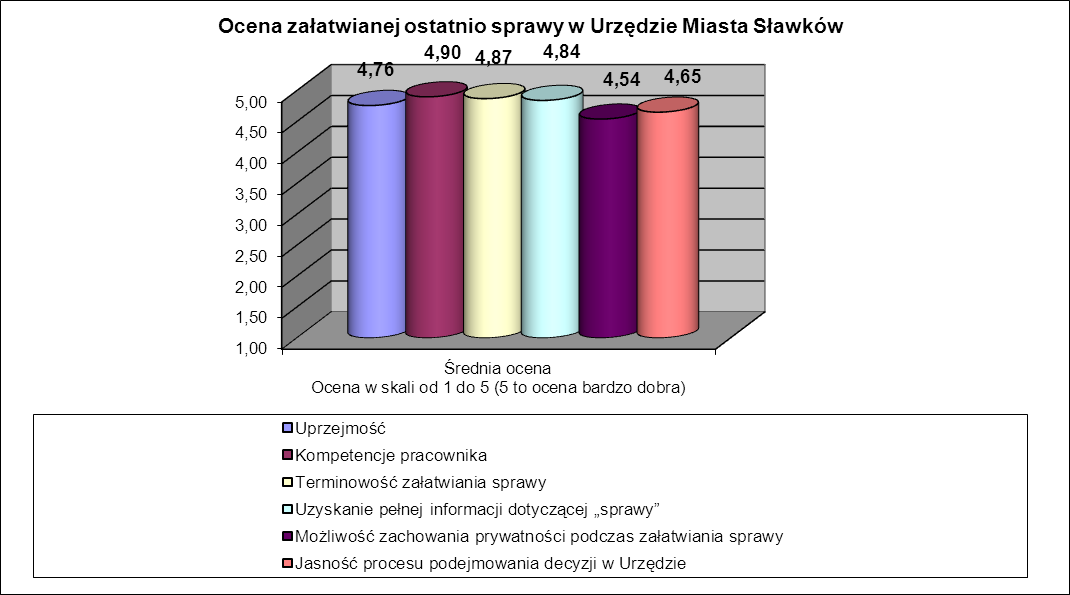 Ocena załatwianej ostatnio sprawy w Urzędzie Miasta Sławków
4,76
4,90
4,87
4,84
4,54
4,65
5,00
4,50
4,00
3,50
3,00
2,50
2,00
1,50
1,00
Średnia ocena
Ocena w skali od 1 do 5 (5 to ocena bardzo dobra)
Uprzejmość
Kompetencje pracownika
Terminowość załatwiania sprawy
Uzyskanie pełnej informacji dotyczącej „sprawy”
Możliwość zachowania prywatności podczas załatwiania sprawy
Jasność procesu podejmowania decyzji w Urzędzie